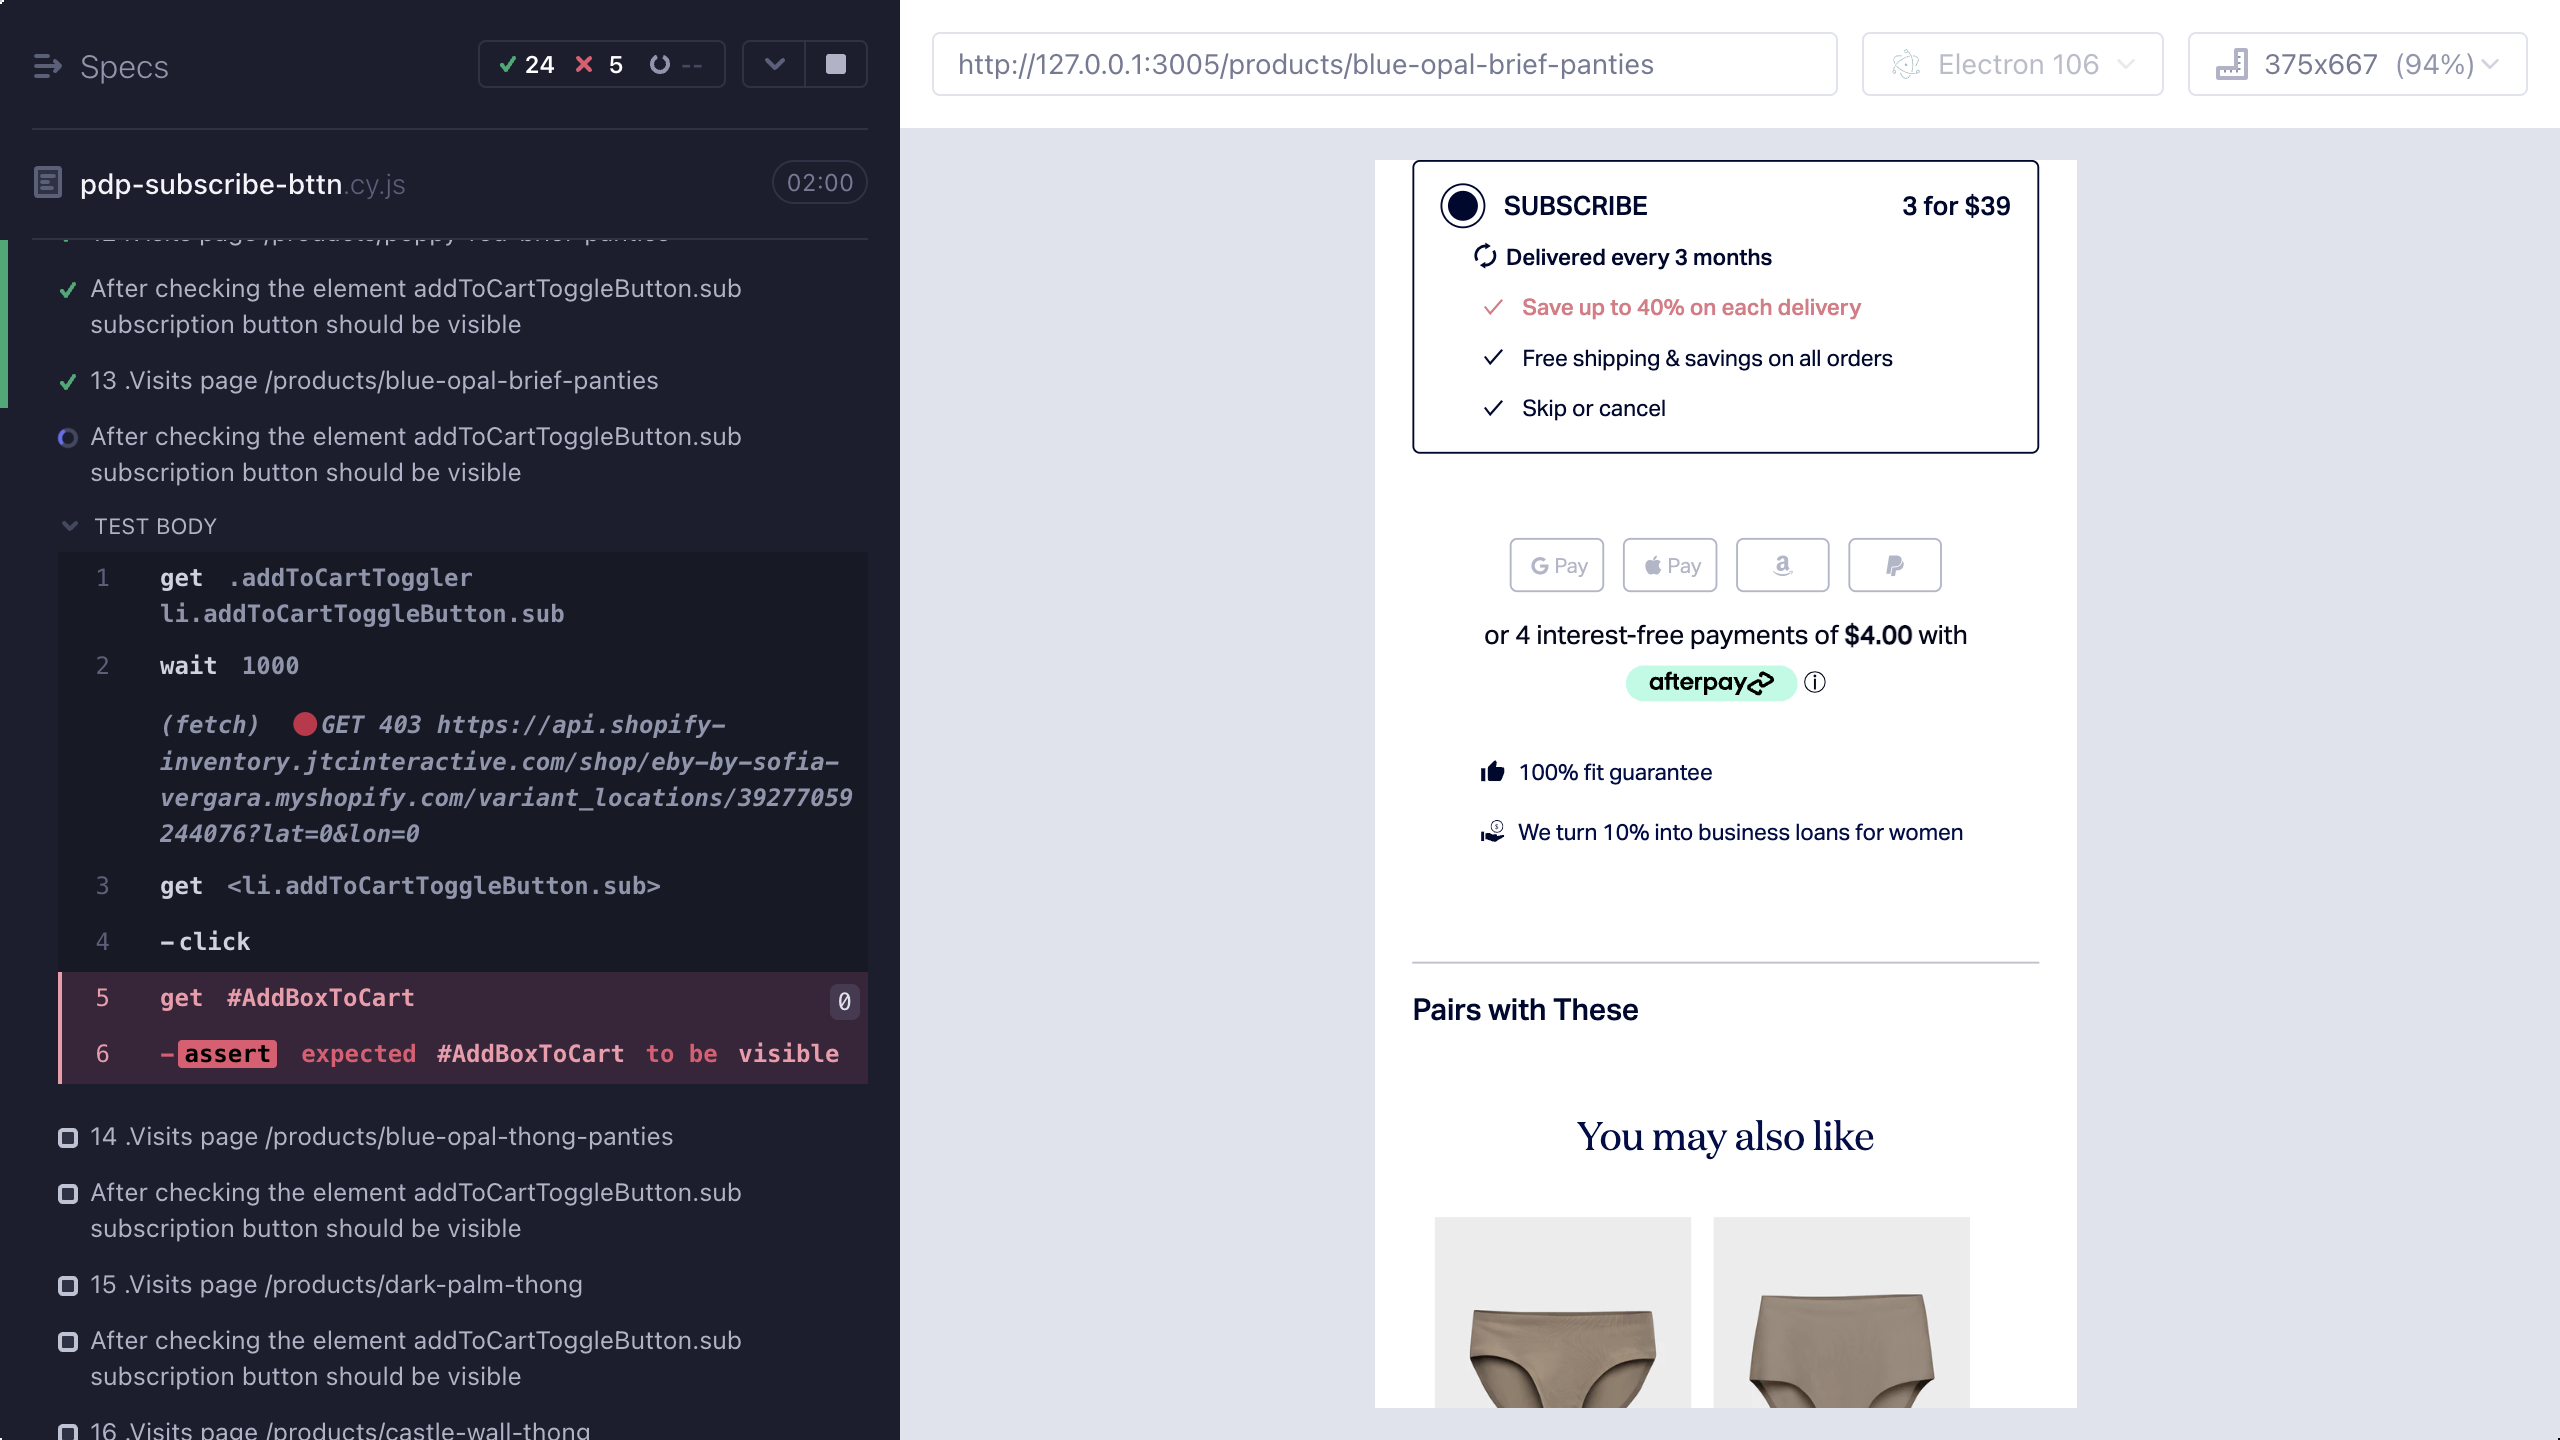 Specs
24 5 --
pdp-subscribe-bttn.cy.js
02:00
12 .Visits page /products/poppy-red-brief-panties
After checking the element addToCartToggleButton.sub
subscription button should be visible
13 .Visits page /products/blue-opal-brief-panties
After checking the element addToCartToggleButton.sub
subscription button should be visible
TEST BODY
1 get .addToCartToggler
li.addToCartToggleButton.sub
2 wait 1000
(fetch) GET 403 https://api.shopify-
inventory.jtcinteractive.com/shop/eby-by-sofia-
vergara.myshopify.com/variant_locations/39277059
244076?lat=0&lon=0
3 get <li.addToCartToggleButton.sub>
4 -click
5 get #AddBoxToCart 0
6 -assert expected #AddBoxToCart to be visible
14 .Visits page /products/blue-opal-thong-panties
After checking the element addToCartToggleButton.sub
subscription button should be visible
15 .Visits page /products/dark-palm-thong
After checking the element addToCartToggleButton.sub
subscription button should be visible
16 .Visits page /products/castle-wall-thong
http://127.0.0.1:3005/products/blue-opal-brief-panties
Electron 106
375x667 (94%)
SUBSCRIBE 3 for $39
Delivered every 3 months
Save up to 40% on each delivery
Free shipping & savings on all orders
Skip or cancel
G Pay Pay a P
or 4 interest-free payments of $4.00 with
afterpay
100% fit guarantee
We turn 10% into business loans for women
Pairs with These
You may also like